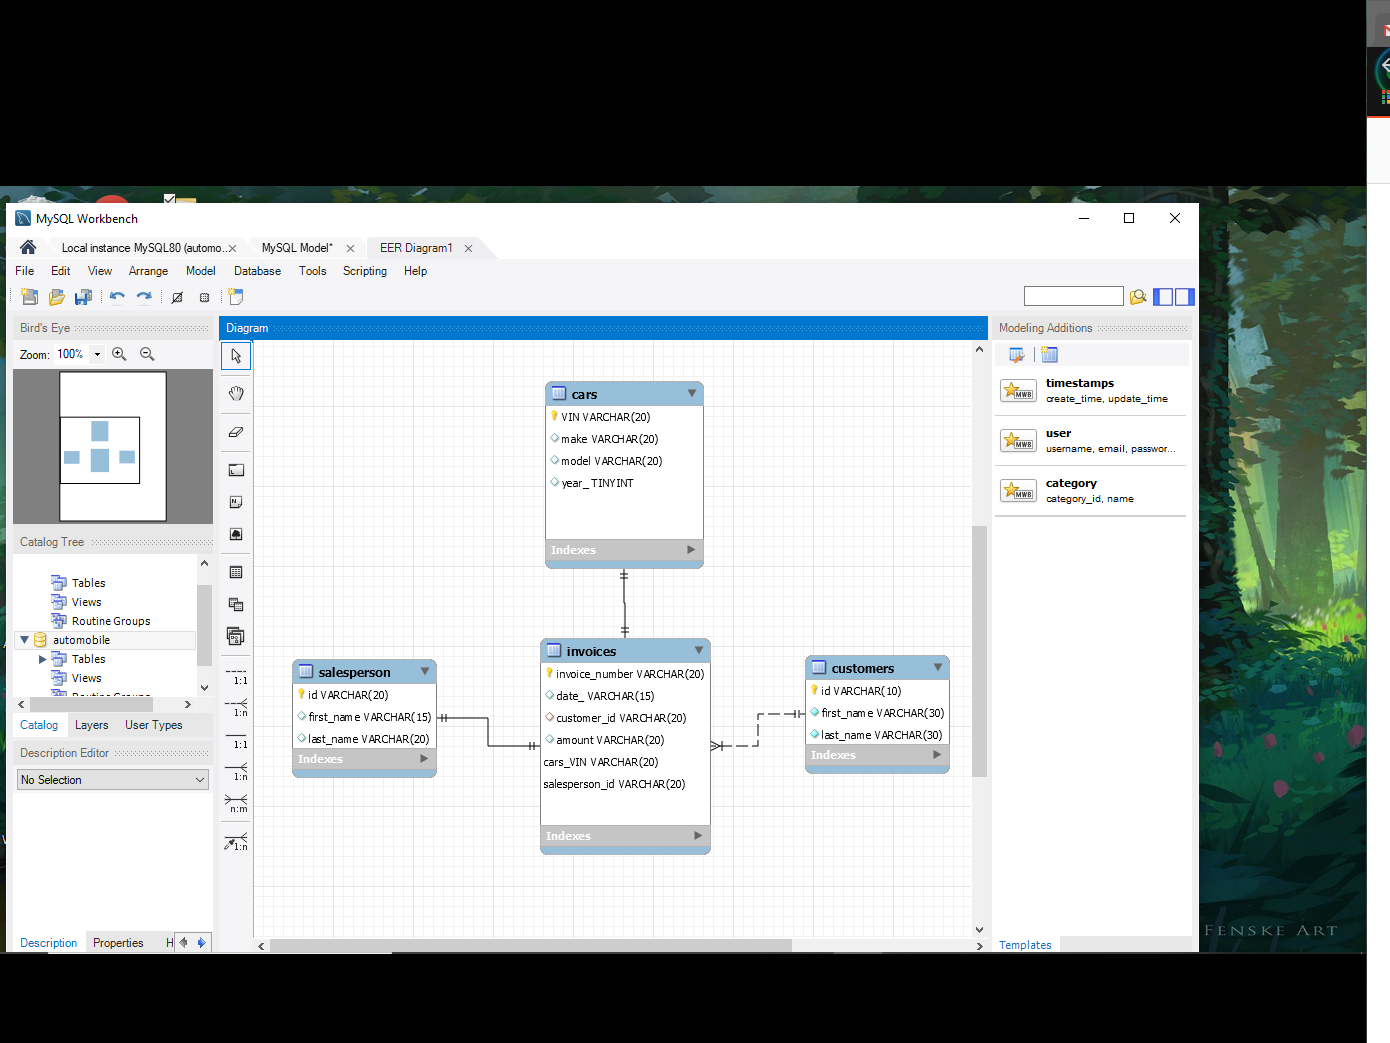 MySQL Workbench
Local instance MySQL80 (automo..
MySQL Model*
EER Diagram1
File Edit View Arrange Model Database Tools Scripting Help
Bird's Eye
Zoom: 100%
Diagram
Modeling Additions
timestamps
create_time, update_time
user
username, email, passwor...
category
category_id, name
MWB
MWB
MWB
cars
VIN VARCHAR(20)
make VARCHAR(20)
model VARCHAR(20)
year_ TINYINT
Indexes
Catalog Tree
Tables
Views
Routine Groups
automobile
Tables
Views
Catalog Layers User Types
Description Editor
No Selection
Description Properties H
1:1
1:n
1:1
1:n
n:m
1:n
salesperson
id VARCHAR(20)
first_name VARCHAR(15)
last_name VARCHAR(20)
Indexes
invoices
invoice_number VARCHAR(20)
date_ VARCHAR(15)
customer_id VARCHAR(20)
amount VARCHAR(20)
cars_VIN VARCHAR(20)
salesperson_id VARCHAR(20)
Indexes
customers
id VARCHAR(10)
first_name VARCHAR(30)
last_name VARCHAR(30)
Indexes
Templates
FENSKE ART